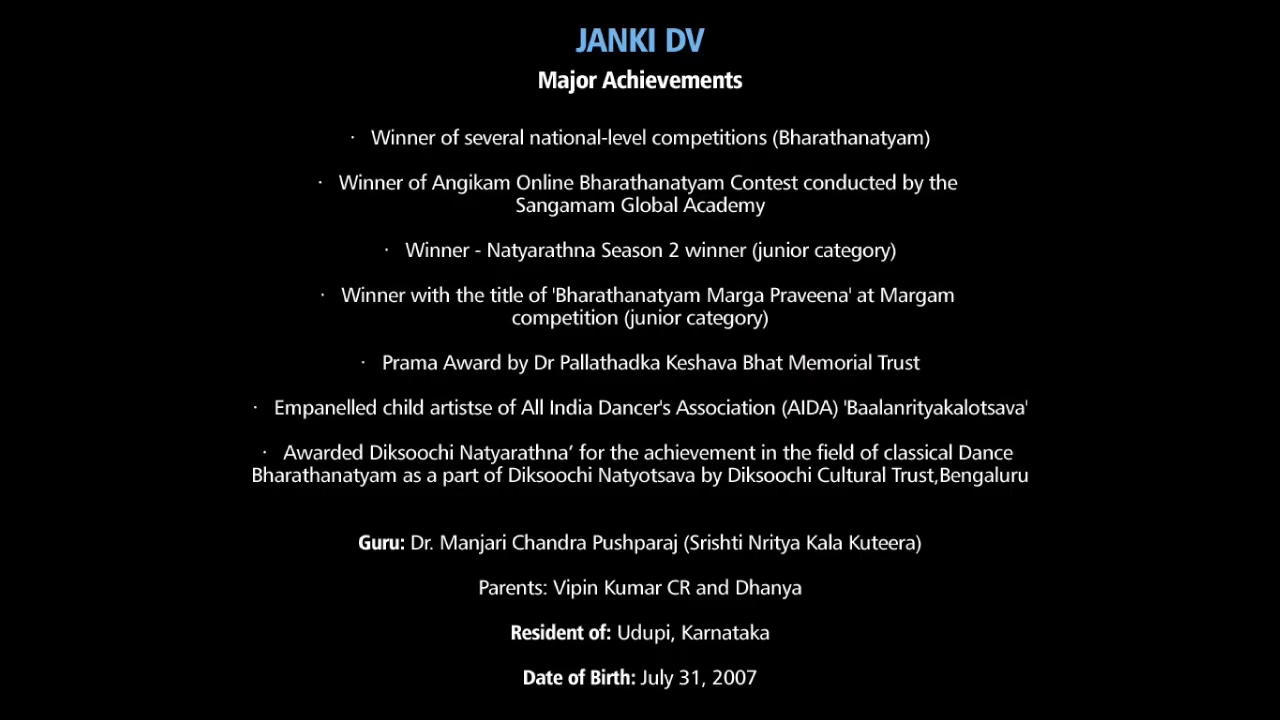 JANKI DV
Major Achievements
· Winner of several national-level competitions (Bharathanatyam)
· Winner of Angikam Online Bharathanatyam Contest conducted by the
Sangamam Global Academy
· Winner - Natyarathna Season 2 winner (junior category)
· Winner with the title of 'Bharathanatyam Marga Praveena' at Margam
competition (junior category)
· Prama Award by Dr Pallathadka Keshava Bhat Memorial Trust
· Empanelled child artistse of All India Dancer's Association (AIDA) 'Baalanrityakalotsava'
· Awarded Diksoochi Natyarathna’ for the achievement in the field of classical Dance
Bharathanatyam as a part of Diksoochi Natyotsava by Diksoochi Cultural Trust,Bengaluru
Guru: Dr. Manjari Chandra Pushparaj (Srishti Nritya Kala Kuteera)
Parents: Vipin Kumar CR and Dhanya
Resident of: Udupi, Karnataka
Date of Birth: July 31, 2007